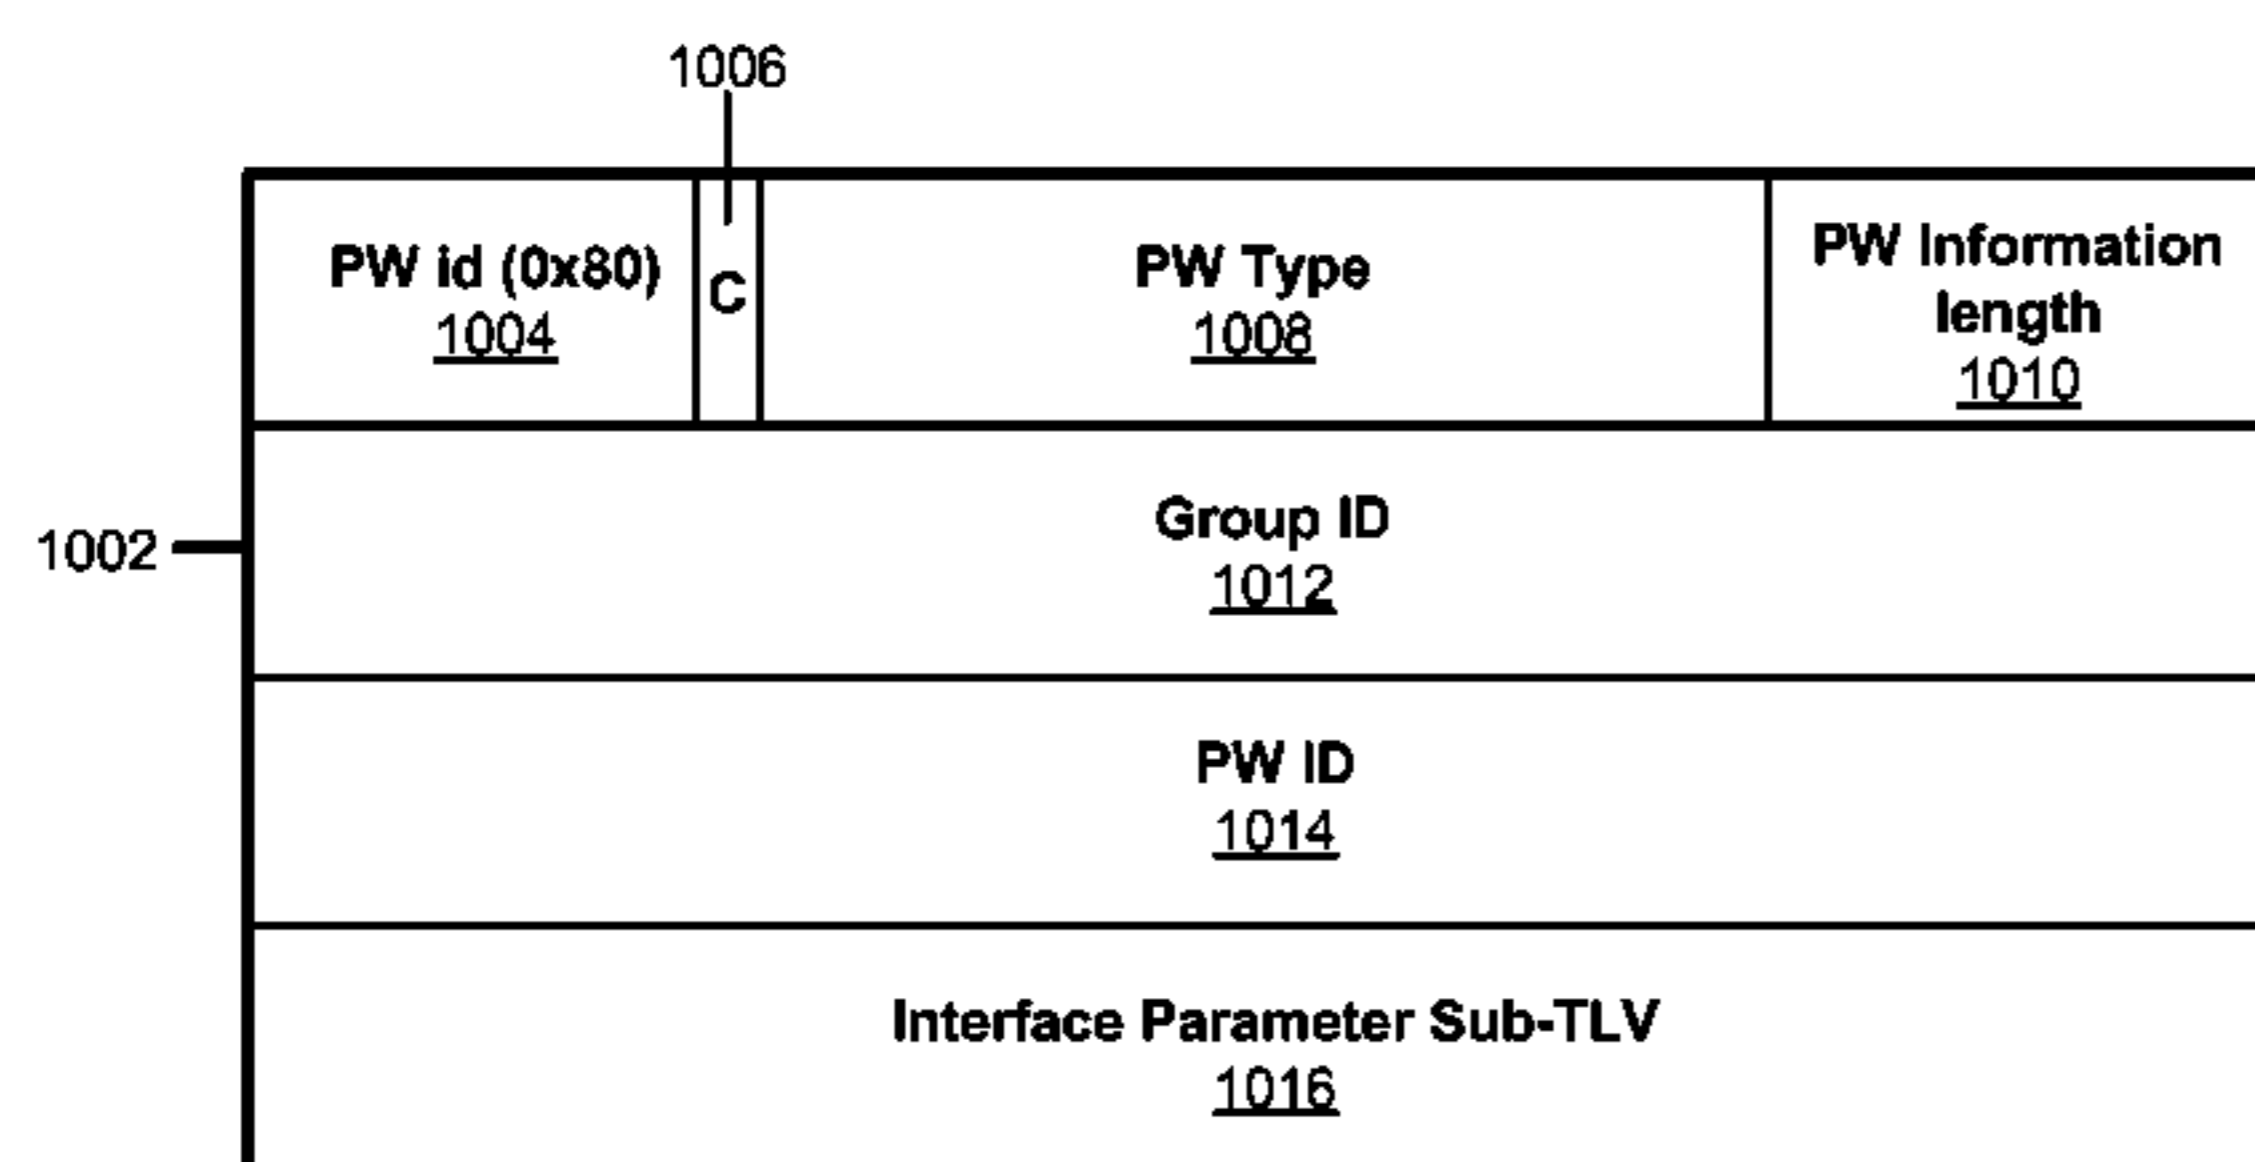 1006
PW id (0x80)
1004
C
PW Type
1008
PW Information
length
1010
1002
Group ID
1012
PW ID
1014
Interface Parameter Sub-TLV
1016